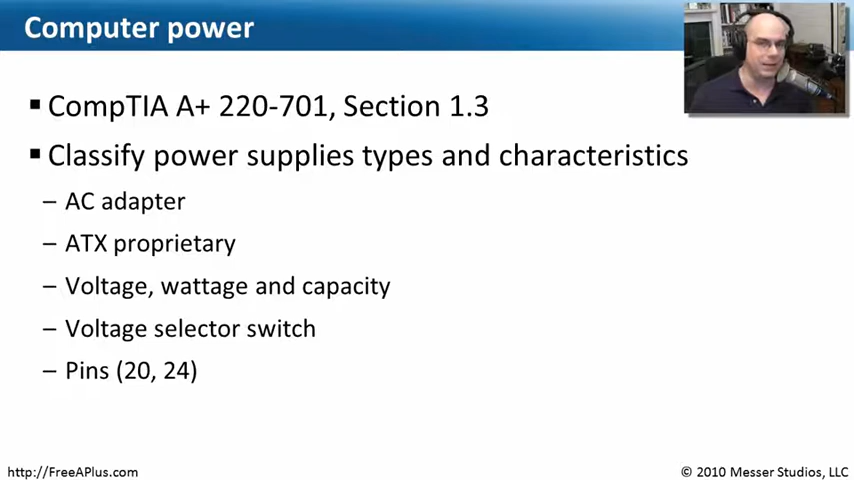 Computer power
▪ CompTIA A+ 220-701, Section 1.3
▪ Classify power supplies types and characteristics
– AC adapter
– ATX proprietary
– Voltage, wattage and capacity
– Voltage selector switch
– Pins (20, 24)
http://FreeAPlus.com
© 2010 Messer Studios, LLC